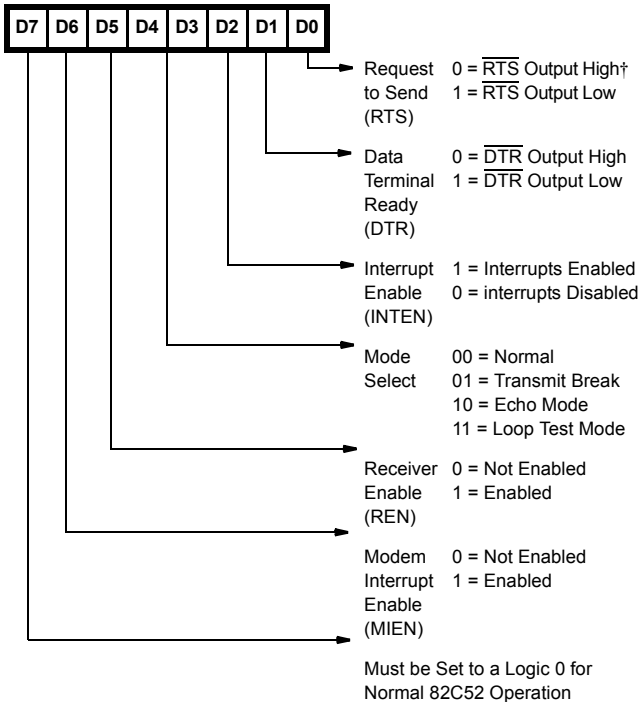 D7 D6 D5 D4 D3 D2 D1 D0
Request 0 = RTS Output High†
to Send 1 = RTS Output Low
(RTS)
Data 0 = DTR Output High
Terminal 1 = DTR Output Low
Ready
(DTR)
Interrupt 1 = Interrupts Enabled
Enable 0 = interrupts Disabled
(INTEN)
Mode 00 = Normal
Select 01 = Transmit Break
10 = Echo Mode
11 = Loop Test Mode
Receiver 0 = Not Enabled
Enable 1 = Enabled
(REN)
Modem 0 = Not Enabled
Interrupt 1 = Enabled
Enable
(MIEN)
Must be Set to a Logic 0 for
Normal 82C52 Operation